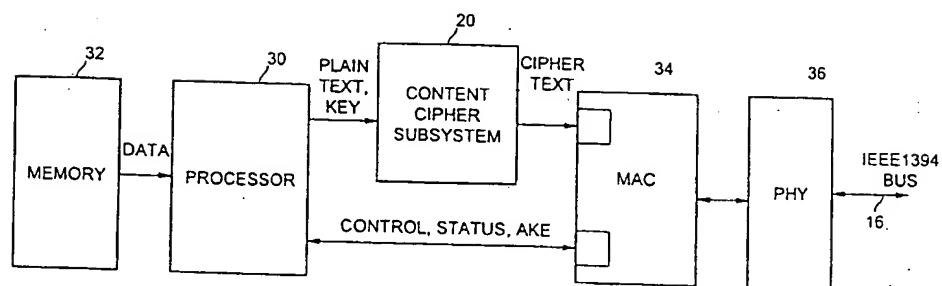 20
32
30
34
36
PLAIN
TEXT,
KEY
CIPHER
TEXT
CONTENT
CIPHER
SUBSYSTEM
DATA
MEMORY
PROCESSOR
MAC
PHY
IEEE1394
BUS
16
CONTROL, STATUS, AKE